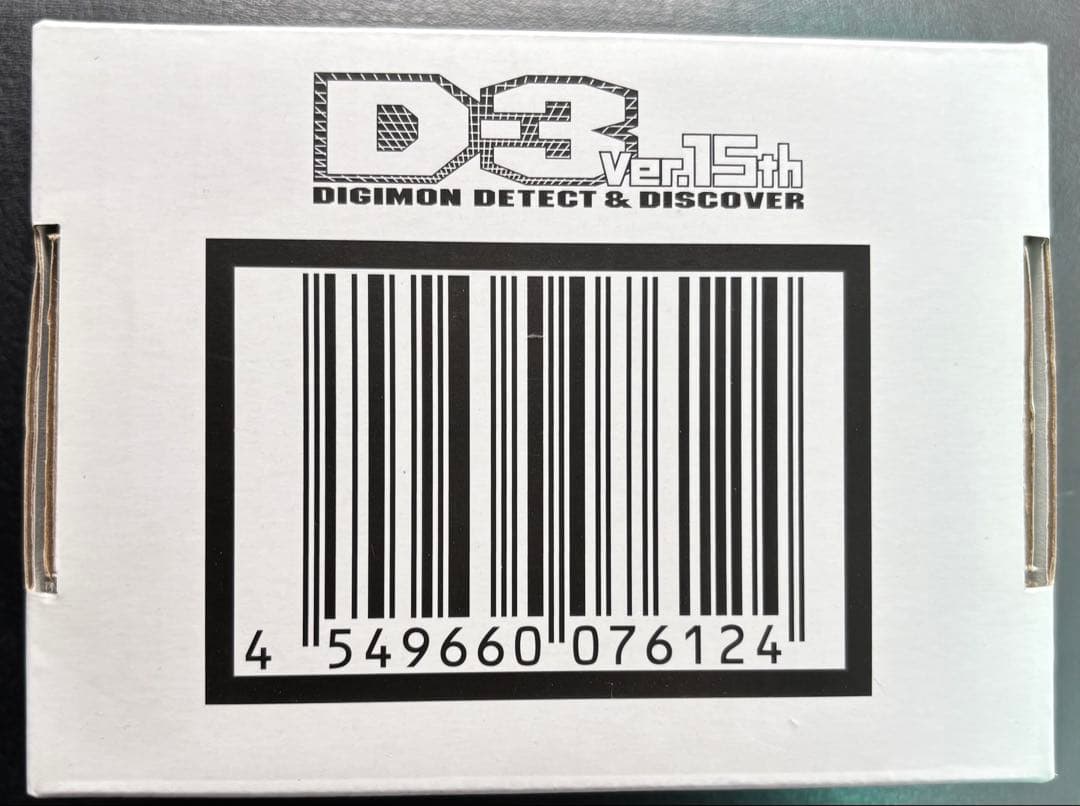 D-3 Ver.15th
DIGIMON DETECT & DISCOVER
4 549660 076124